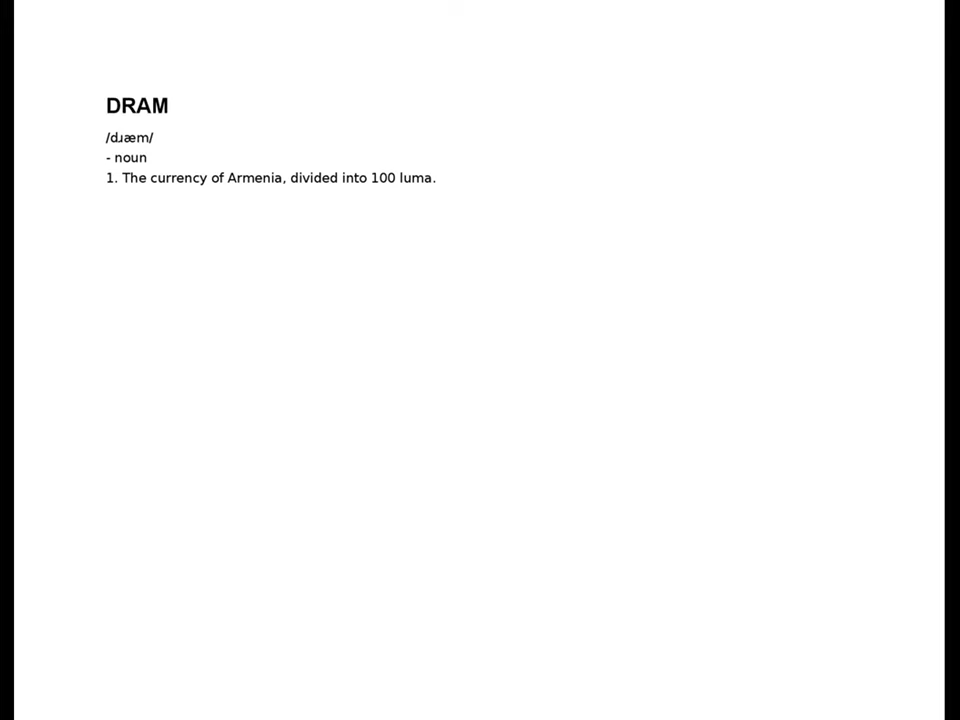 DRAM
/dɹæm/
- noun
1. The currency of Armenia, divided into 100 luma.